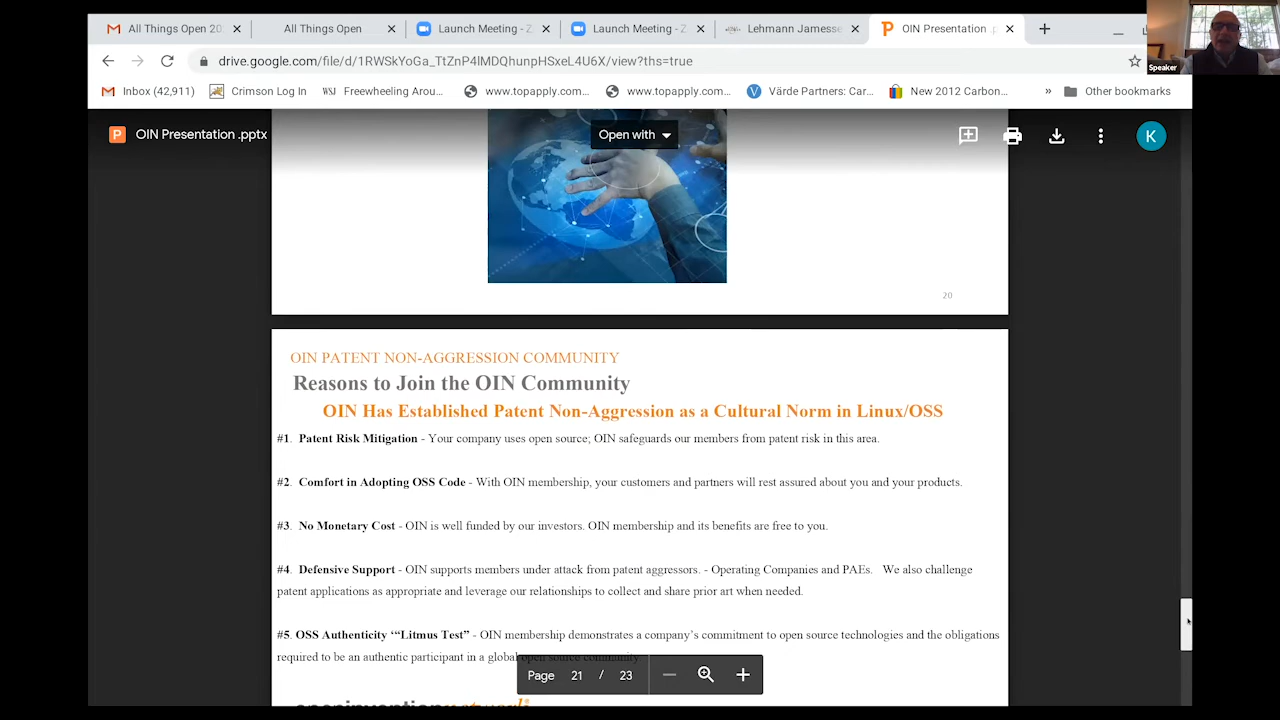 All Things Open 20
All Things Open
Launch Meeting - Z
Launch Meeting - Z
Lehmann Jamesse
OIN Presentation .p
drive.google.com/file/d/1RWSkYoGa_TtZnP4lMDQhunpHSxeL4U6X/view?ths=true
Speaker
Inbox (42,911)
Crimson Log In
WSJ
Freewheeling Arou...
www.topapply.com...
www.topapply.com...
V
Värde Partners: Car...
New 2012 Carbon...
»
Other bookmarks
P
OIN Presentation .pptx
Open with
K
20
OIN PATENT NON-AGGRESSION COMMUNITY
Reasons to Join the OIN Community
OIN Has Established Patent Non-Aggression as a Cultural Norm in Linux/OSS
#1. Patent Risk Mitigation - Your company uses open source; OIN safeguards our members from patent risk in this area.
#2. Comfort in Adopting OSS Code - With OIN membership, your customers and partners will rest assured about you and your products.
#3. No Monetary Cost - OIN is well funded by our investors. OIN membership and its benefits are free to you.
#4. Defensive Support - OIN supports members under attack from patent aggressors. - Operating Companies and PAEs. We also challenge
patent applications as appropriate and leverage our relationships to collect and share prior art when needed.
#5. OSS Authenticity '"Litmus Test" - OIN membership demonstrates a company's commitment to open source technologies and the obligations
required to be an authentic participant in a global open source community
Page 21 / 23
openinventionnetwork